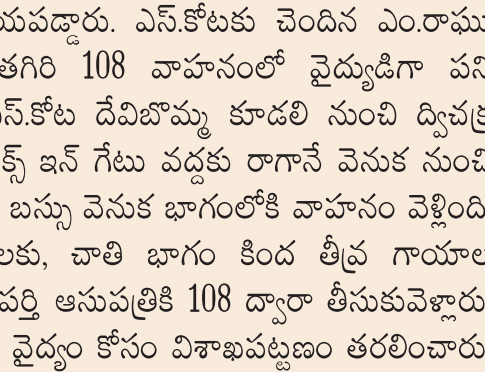 యపడ్డారు. ఎస్.కోటకు చెందిన ఎం.రాఘు
తగిరి 108 వాహనంలో వైద్యుడిగా పని
స్.కోట దేవిబొమ్మ కూడలి నుంచి ద్విచక్ర
క్స్ ఇన్ గేటు వద్దకు రాగానే వెనుక నుంచి
బస్సు వెనుక భాగంలోకి వాహనం వెళ్లింది
లకు, చాతి భాగం కింద తీవ్ర గాయాల
పర్తి ఆసుపత్రికి 108 ద్వారా తీసుకువెళ్లారు
వైద్యం కోసం విశాఖపట్టణం తరలించారు